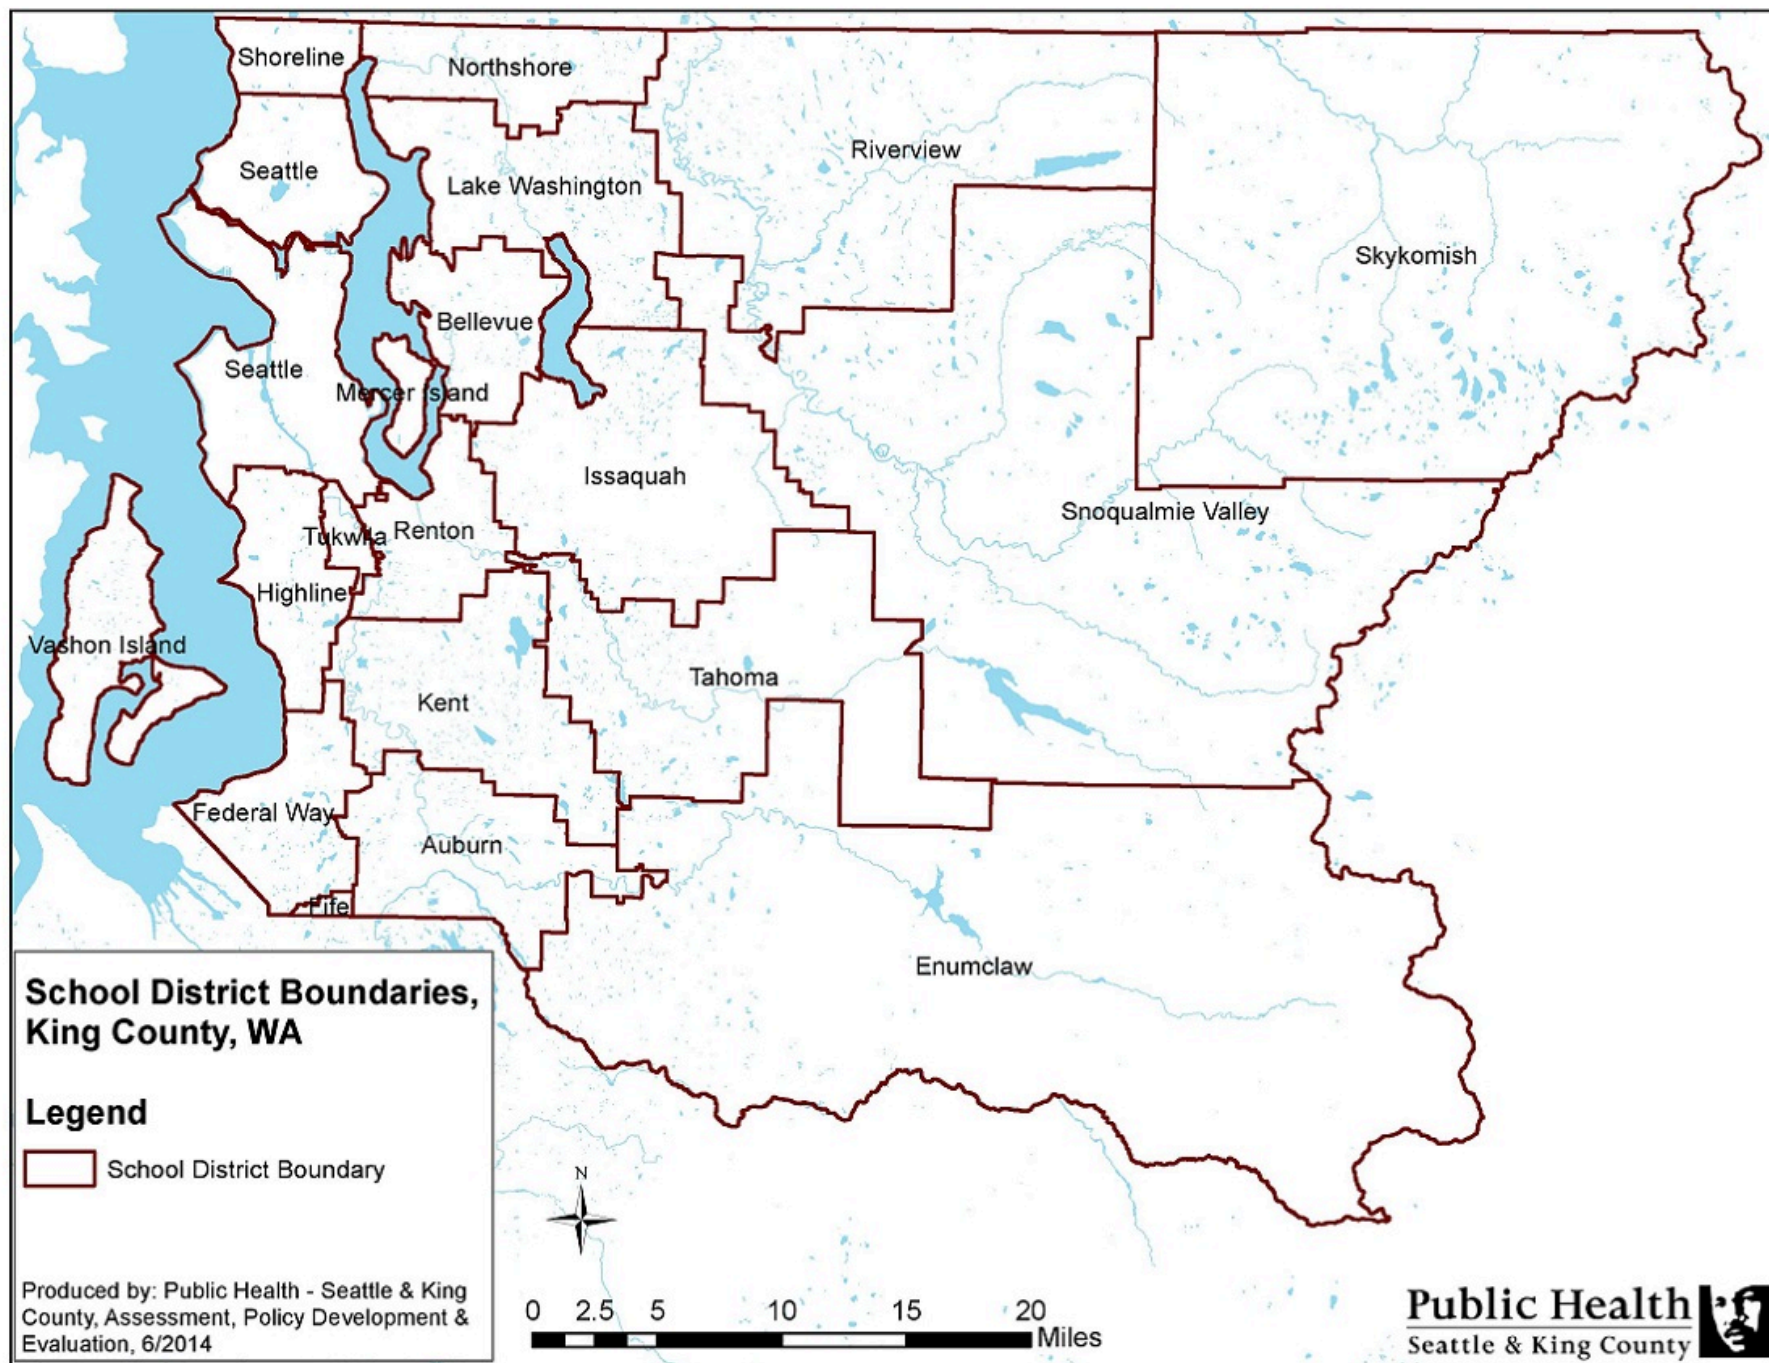 Shoreline
Northshore
Riverview
Seattle
Lake Washington
Skykomish
Bellevue
Seattle
Mercer Island
Issaquah
Snoqualmie Valley
Tukwila
Renton
Highline
Vashon Island
Tahoma
Kent
Federal Way
Auburn
Fife
Enumclaw
School District Boundaries,
King County, WA
Legend
School District Boundary
N
Produced by: Public Health - Seattle & King
County, Assessment, Policy Development &
Evaluation, 6/2014
0 2.5 5 10 15 20
Miles
Public Health
Seattle & King County